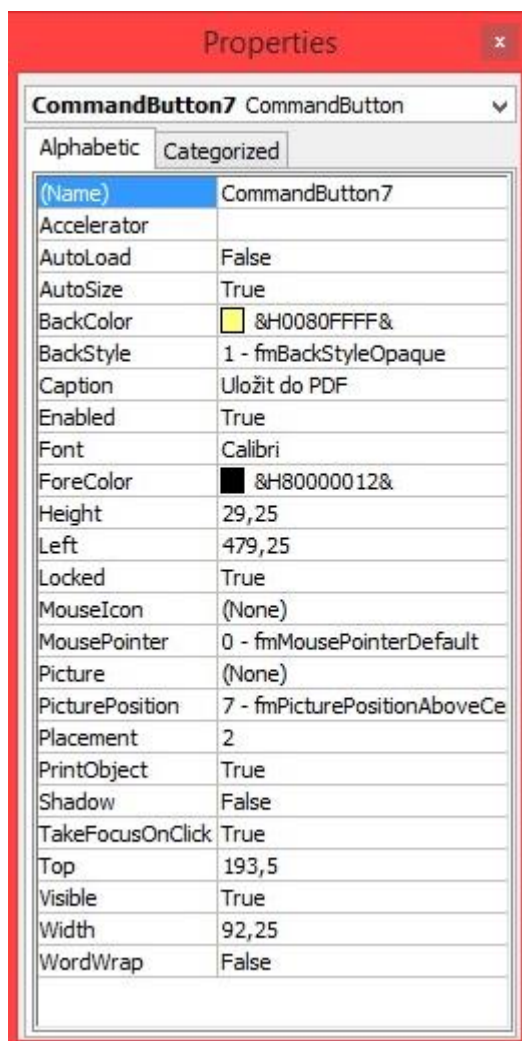 Properties
x
CommandButton7 CommandButton
Alphabetic Categorized
(Name) CommandButton7
Accelerator
AutoLoad False
AutoSize True
BackColor &H0080FFFF&
BackStyle 1 - fmBackStyleOpaque
Caption Uložit do PDF
Enabled True
Font Calibri
ForeColor &H80000012&
Height 29,25
Left 479,25
Locked True
MouseIcon (None)
MousePointer 0 - fmMousePointerDefault
Picture (None)
PicturePosition 7 - fmPicturePositionAboveCe
Placement 2
PrintObject True
Shadow False
TakeFocusOnClick True
Top 193,5
Visible True
Width 92,25
WordWrap False